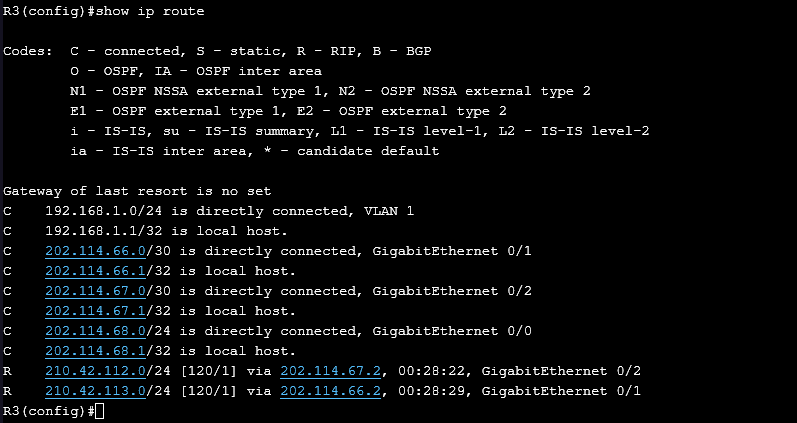 R3(config)#show ip route
Codes:  C - connected, S - static, R - RIP, B - BGP
        O - OSPF, IA - OSPF inter area
        N1 - OSPF NSSA external type 1, N2 - OSPF NSSA external type 2
        E1 - OSPF external type 1, E2 - OSPF external type 2
        i - IS-IS, su - IS-IS summary, L1 - IS-IS level-1, L2 - IS-IS level-2
        ia - IS-IS inter area, * - candidate default
Gateway of last resort is no set
C    192.168.1.0/24 is directly connected, VLAN 1
C    192.168.1.1/32 is local host.
C    202.114.66.0/30 is directly connected, GigabitEthernet 0/1
C    202.114.66.1/32 is local host.
C    202.114.67.0/30 is directly connected, GigabitEthernet 0/2
C    202.114.67.1/32 is local host.
C    202.114.68.0/24 is directly connected, GigabitEthernet 0/0
C    202.114.68.1/32 is local host.
R    210.42.112.0/24 [120/1] via 202.114.67.2, 00:28:22, GigabitEthernet 0/2
R    210.42.113.0/24 [120/1] via 202.114.66.2, 00:28:29, GigabitEthernet 0/1
R3(config)#